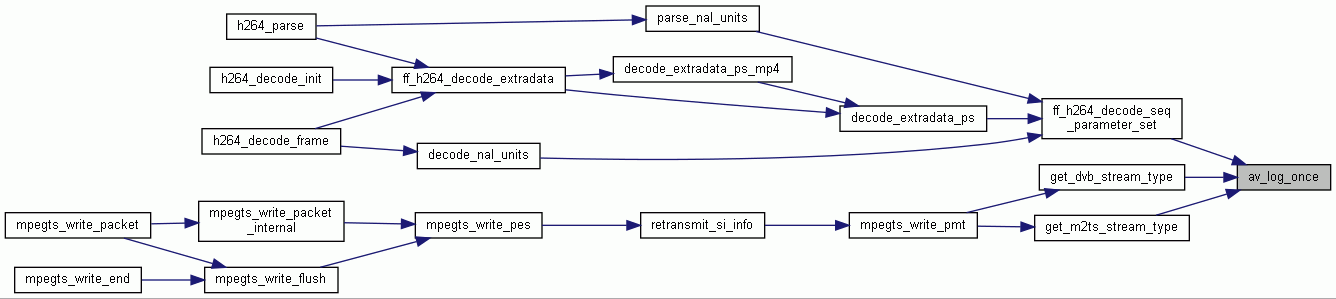 parse_nal_units
h264_parse
decode_extradata_ps_mp4
h264_decode_init
ff_h264_decode_extradata
ff_h264_decode_seq
_parameter_set
decode_extradata_ps
h264_decode_frame
decode_nal_units
get_dvb_stream_type
av_log_once
mpegts_write_packet
mpegts_write_packet
_internal
mpegts_write_pes
retransmit_si_info
mpegts_write_pmt
get_m2ts_stream_type
mpegts_write_end
mpegts_write_flush